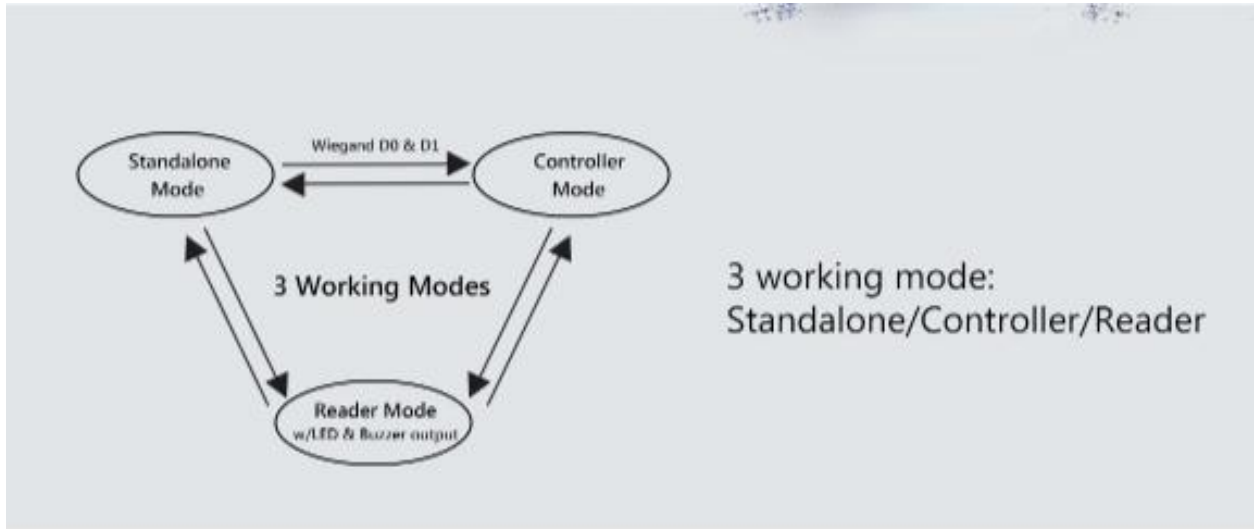 Wiegand D0 & D1
Standalone
Mode
Controller
Mode
3 Working Modes
3 working mode:
Standalone/Controller/Reader
Reader Mode
w/LED & Buzzer output